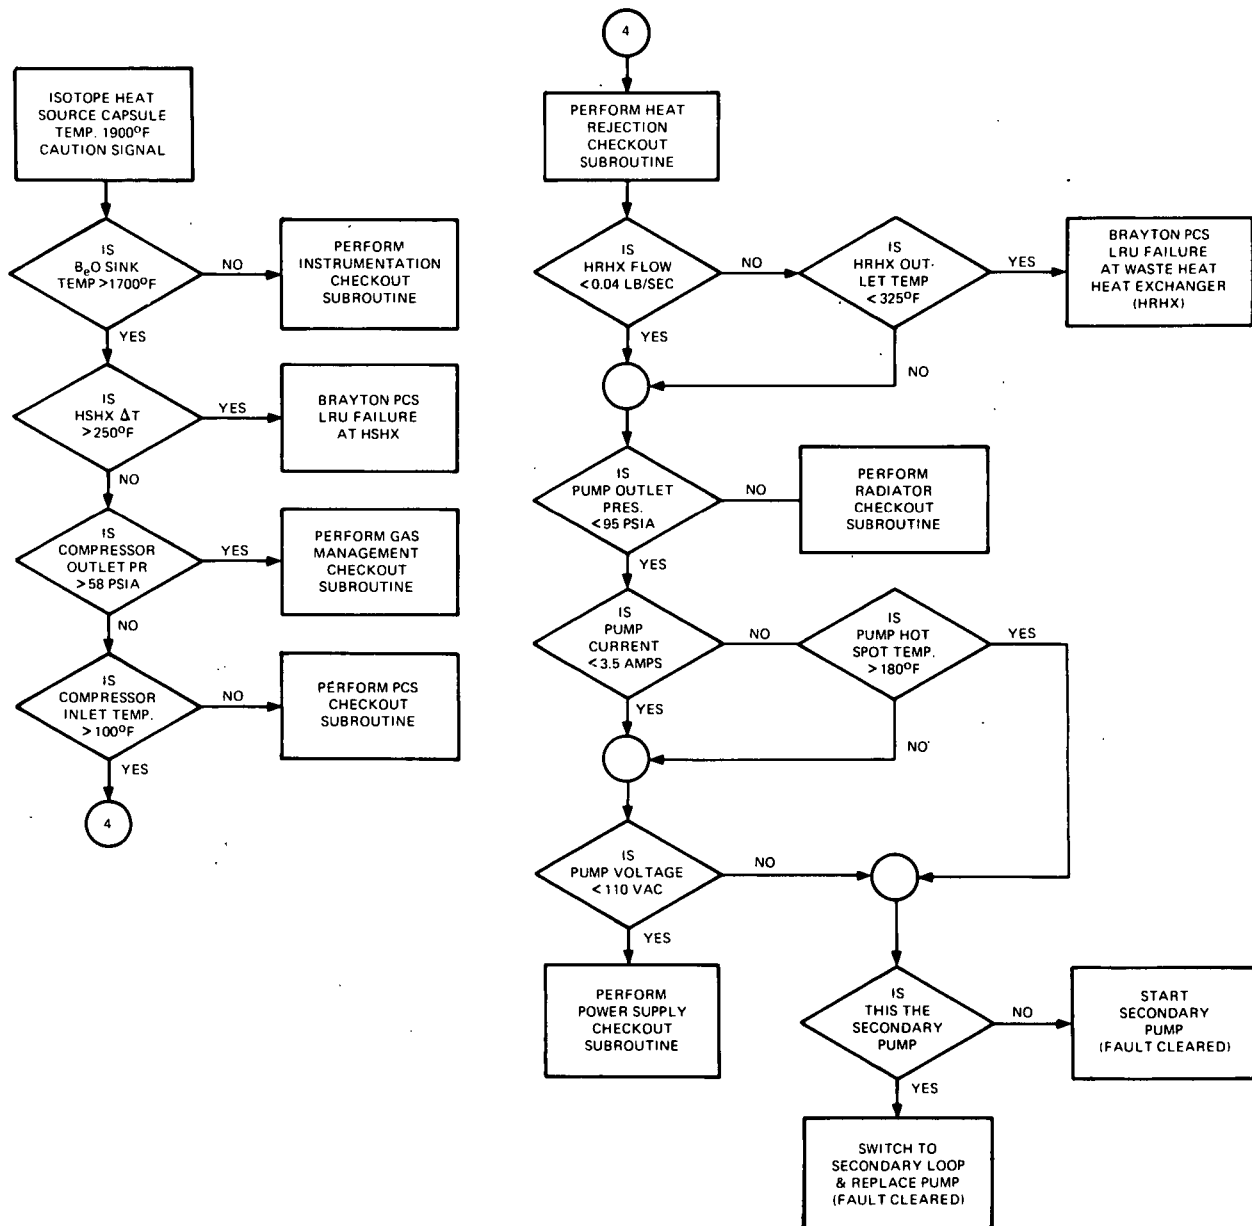 ISOTOPE HEAT
SOURCE CAPSULE
TEMP. 1900°F
CAUTION SIGNAL
IS
BeO SINK
TEMP >1700°F
NO
PERFORM
INSTRUMENTATION
CHECKOUT
SUBROUTINE
YES
IS
HSHX ΔT
>250°F
YES
BRAYTON PCS
LRU FAILURE
AT HSHX
NO
IS
COMPRESSOR
OUTLET PR
>58 PSIA
YES
PERFORM GAS
MANAGEMENT
CHECKOUT
SUBROUTINE
NO
IS
COMPRESSOR
INLET TEMP.
>100°F
NO
PERFORM PCS
CHECKOUT
SUBROUTINE
YES
4
4
PERFORM HEAT
REJECTION
CHECKOUT
SUBROUTINE
IS
HRHX FLOW
<0.04 LB/SEC
NO
IS
HRHX OUT-
LET TEMP
<325°F
YES
BRAYTON PCS
LRU FAILURE
AT WASTE HEAT
HEAT EXCHANGER
(HRHX)
YES
NO
IS
PUMP OUTLET
PRES.
<95 PSIA
NO
PERFORM
RADIATOR
CHECKOUT
SUBROUTINE
YES
IS
PUMP
CURRENT
<3.5 AMPS
NO
IS
PUMP HOT
SPOT TEMP.
>180°F
YES
YES
NO
IS
PUMP VOLTAGE
<110 VAC
NO
YES
PERFORM
POWER SUPPLY
CHECKOUT
SUBROUTINE
IS
THIS THE
SECONDARY
PUMP
NO
START
SECONDARY
PUMP
(FAULT CLEARED)
YES
SWITCH TO
SECONDARY LOOP
& REPLACE PUMP
(FAULT CLEARED)